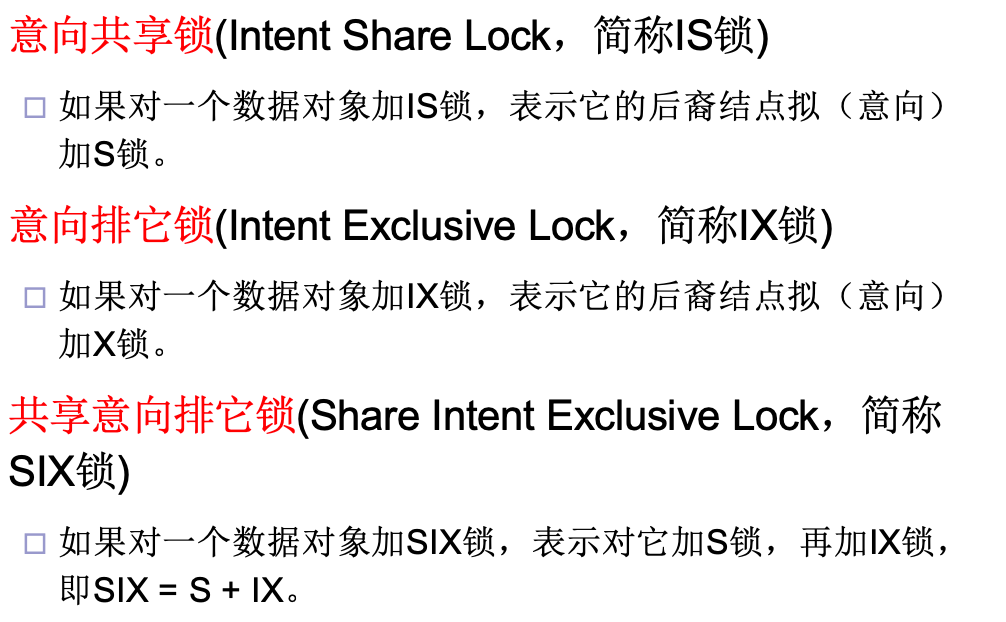 意向共享锁(Intent Share Lock，简称IS锁)
如果对一个数据对象加IS锁，表示它的后裔结点拟（意向）
加S锁。
意向排它锁(Intent Exclusive Lock，简称IX锁)
如果对一个数据对象加IX锁，表示它的后裔结点拟（意向）
加X锁。
共享意向排它锁(Share Intent Exclusive Lock，简称
SIX锁)
如果对一个数据对象加SIX锁，表示对它加S锁，再加IX锁，
即SIX = S + IX。